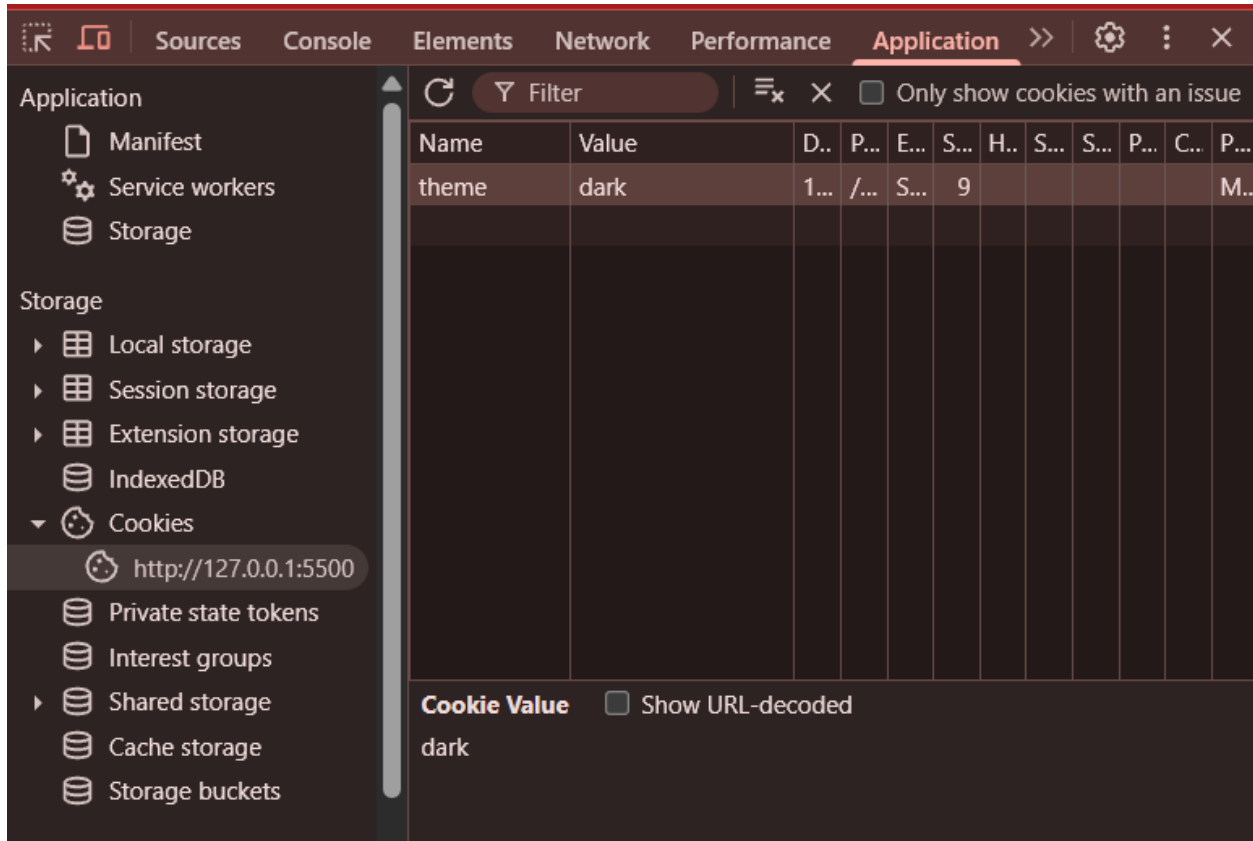 Sources Console Elements Network Performance Application
Application
Manifest
Service workers
Storage
Storage
Local storage
Session storage
Extension storage
IndexedDB
Cookies
http://127.0.0.1:5500
Private state tokens
Interest groups
Shared storage
Cache storage
Storage buckets
Filter Only show cookies with an issue
Name Value D... P... E... S... H... S... S... P... C... P...
theme dark 1... /... S... 9 M...
Cookie Value Show URL-decoded
dark